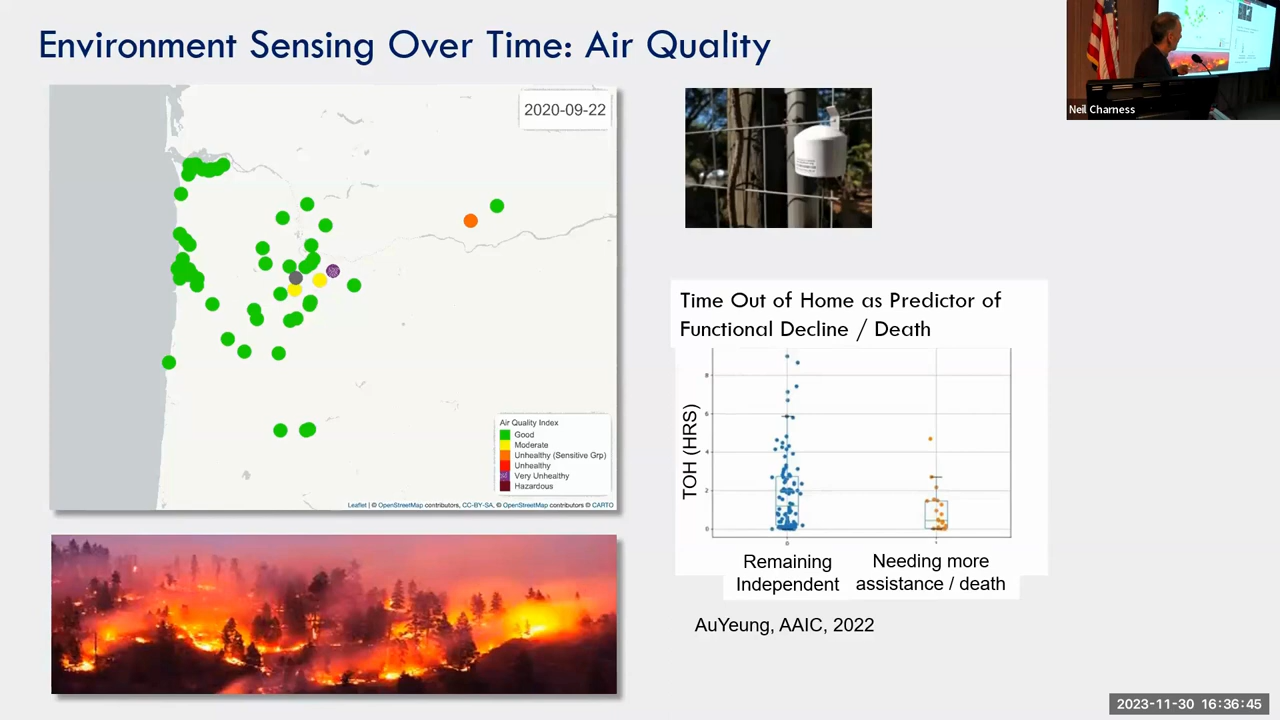 Environment Sensing Over Time: Air Quality
2020-09-22
Air Quality Index
Good
Moderate
Unhealthy (Sensitive Grp)
Unhealthy
Very Unhealthy
Hazardous
Leaflet | © OpenStreetMap contributors, CC-BY-SA, © OpenStreetMap contributors © CARTO
Neil Charness
Time Out of Home as Predictor of
Functional Decline / Death
TOH (HRS)
8
6
4
2
0
0
1
Remaining
Independent
Needing more
assistance / death
AuYeung, AAIC, 2022
2023-11-30 16:36:45